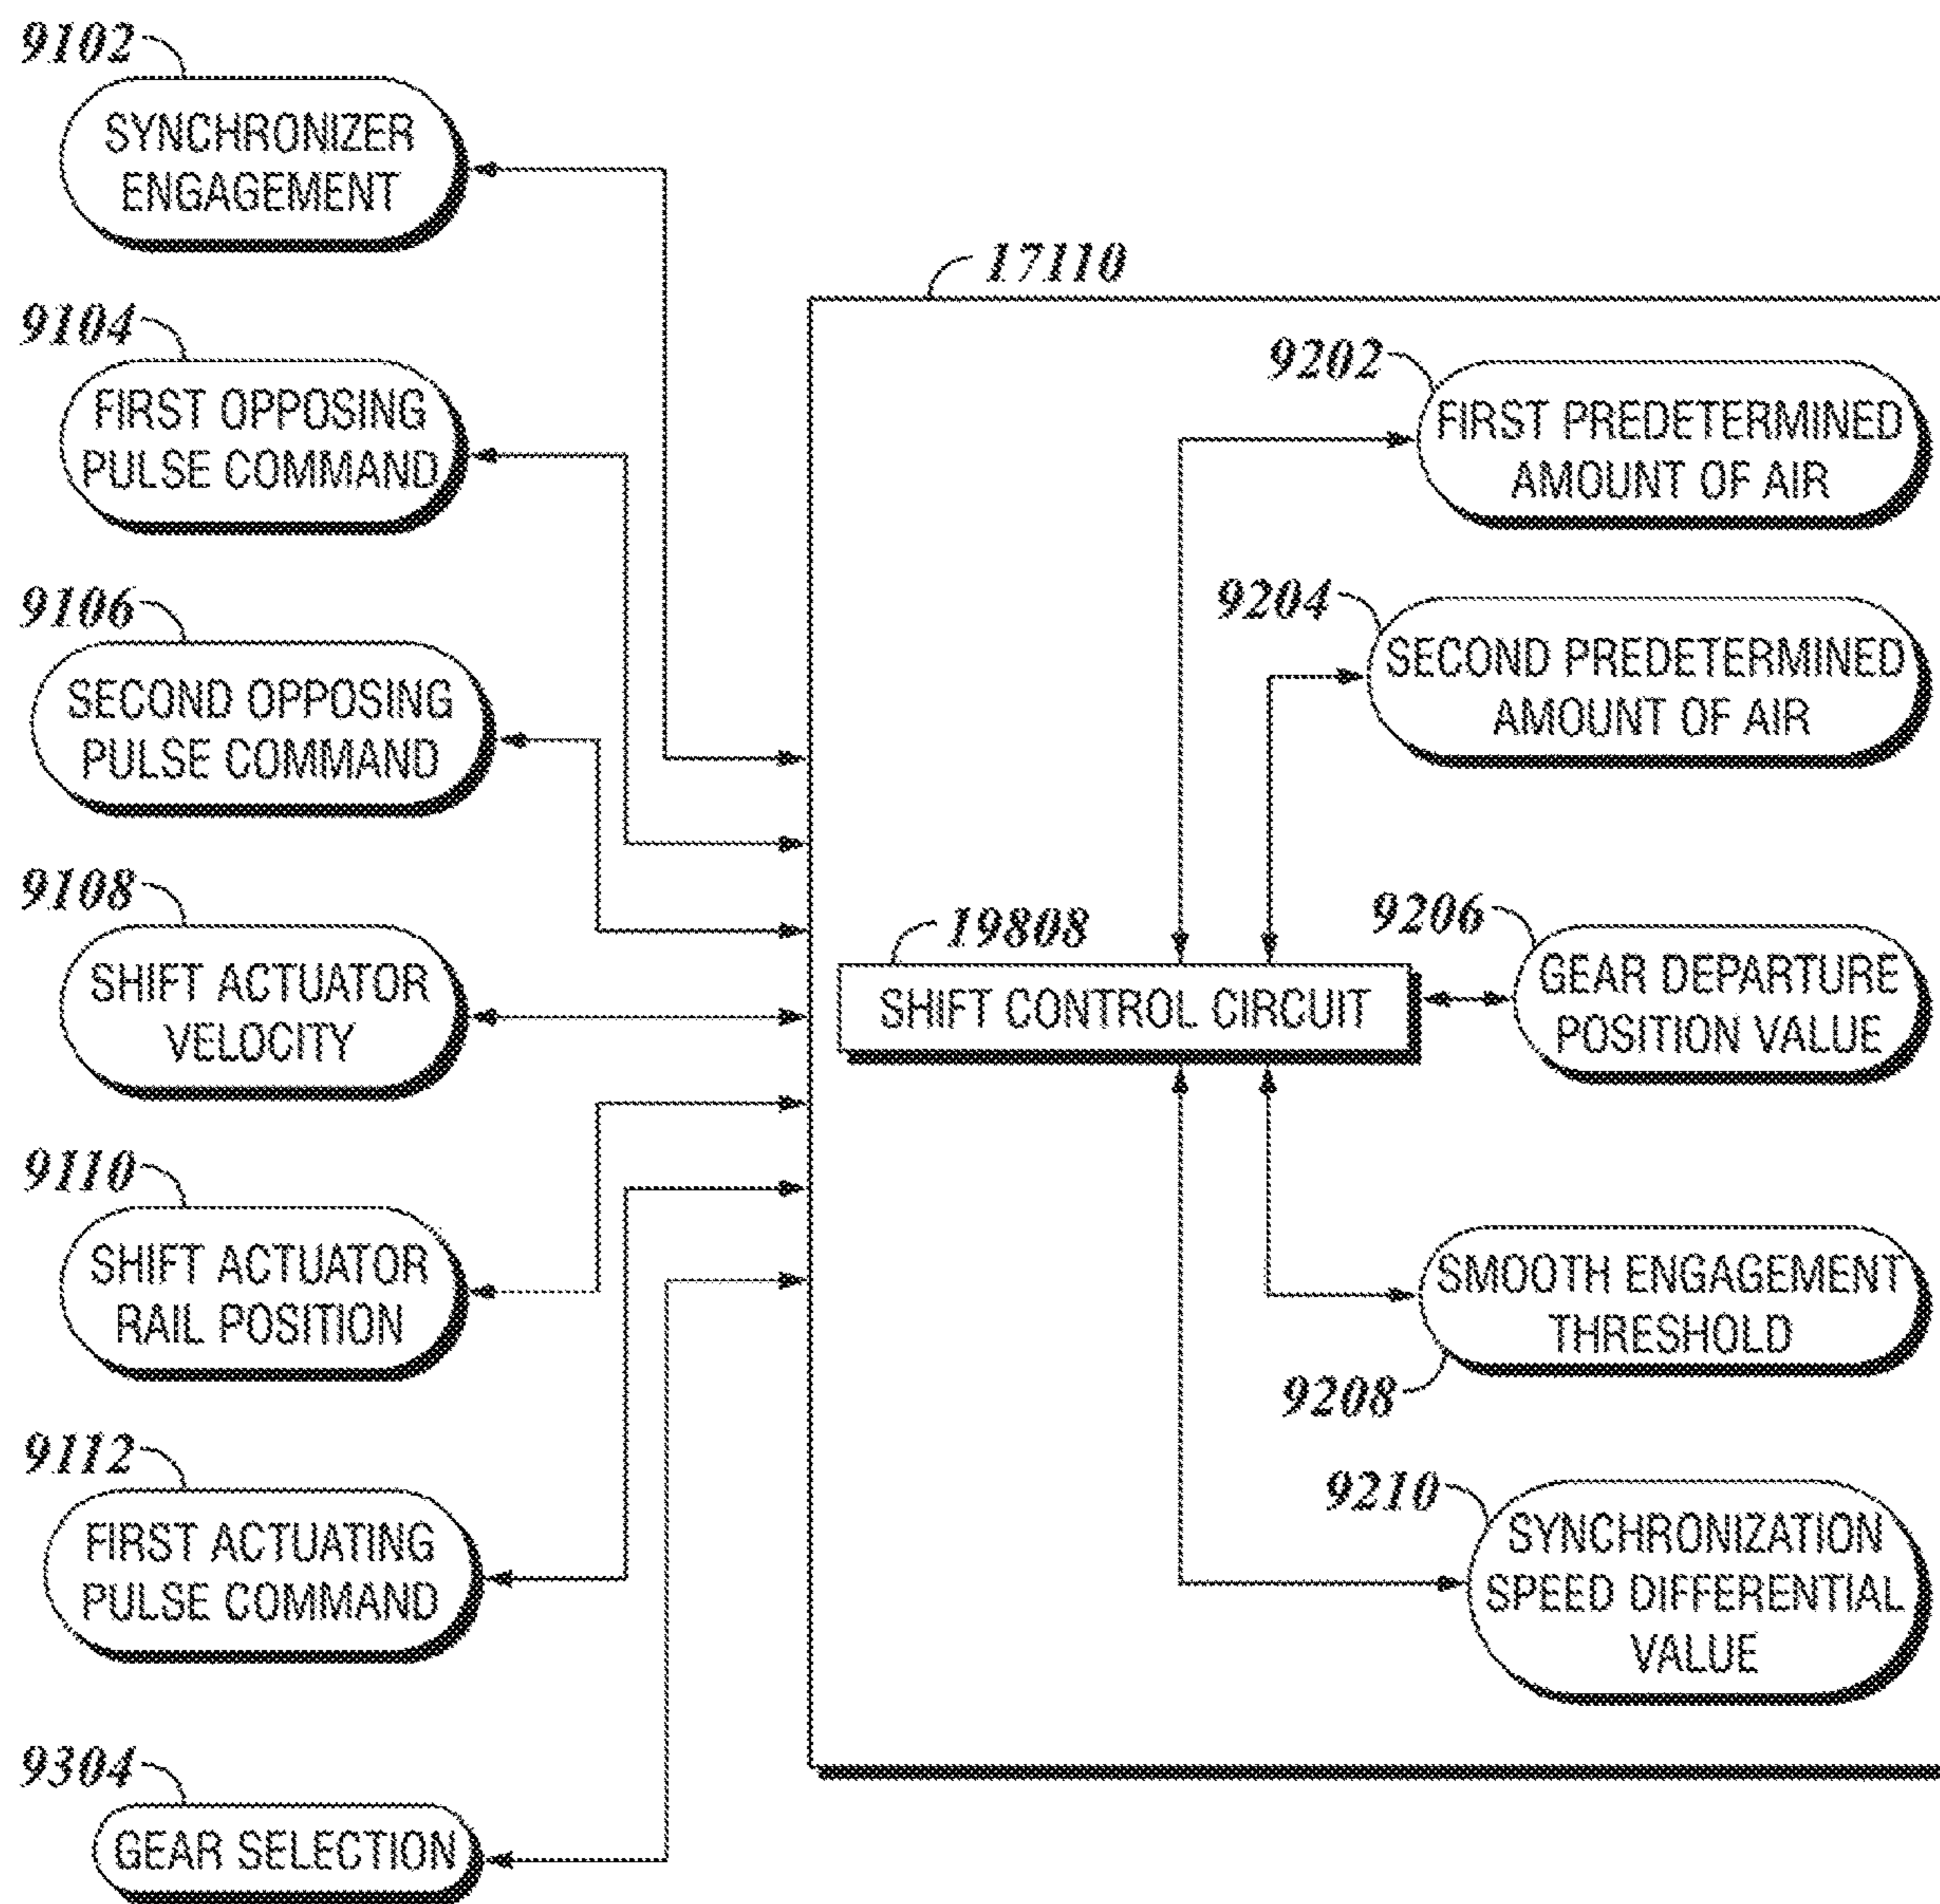 9102
SYNCHRONIZER
ENGAGEMENT
9104
FIRST OPPOSING
PULSE COMMAND
9106
SECOND OPPOSING
PULSE COMMAND
9108
SHIFT ACTUATOR
VELOCITY
9110
SHIFT ACTUATOR
RAIL POSITION
9112
FIRST ACTUATING
PULSE COMMAND
9304
GEAR SELECTION
17110
9202
FIRST PREDETERMINED
AMOUNT OF AIR
9204
SECOND PREDETERMINED
AMOUNT OF AIR
19808
SHIFT CONTROL CIRCUIT
9206
GEAR DEPARTURE
POSITION VALUE
SMOOTH ENGAGEMENT
THRESHOLD
9208
9210
SYNCHRONIZATION
SPEED DIFFERENTIAL
VALUE